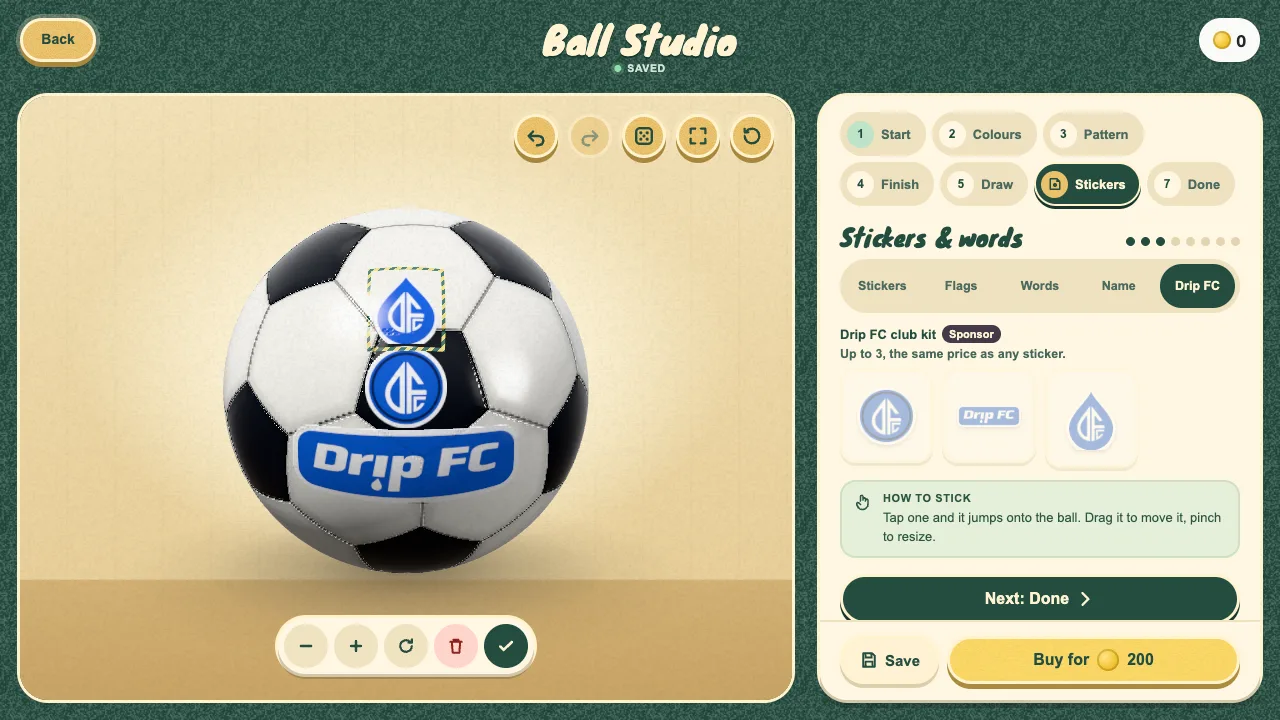 Back
Ball Studio
SAVED
0
1 Start
2 Colours
3 Pattern
4 Finish
5 Draw
Stickers
7 Done
Stickers & words
Stickers
Flags
Words
Name
Drip FC
Drip FC club kit Sponsor
Up to 3, the same price as any sticker.
Drip FC
HOW TO STICK
Tap one and it jumps onto the ball. Drag it to move it, pinch
to resize.
Next: Done
Save
Buy for 200
Drip FC